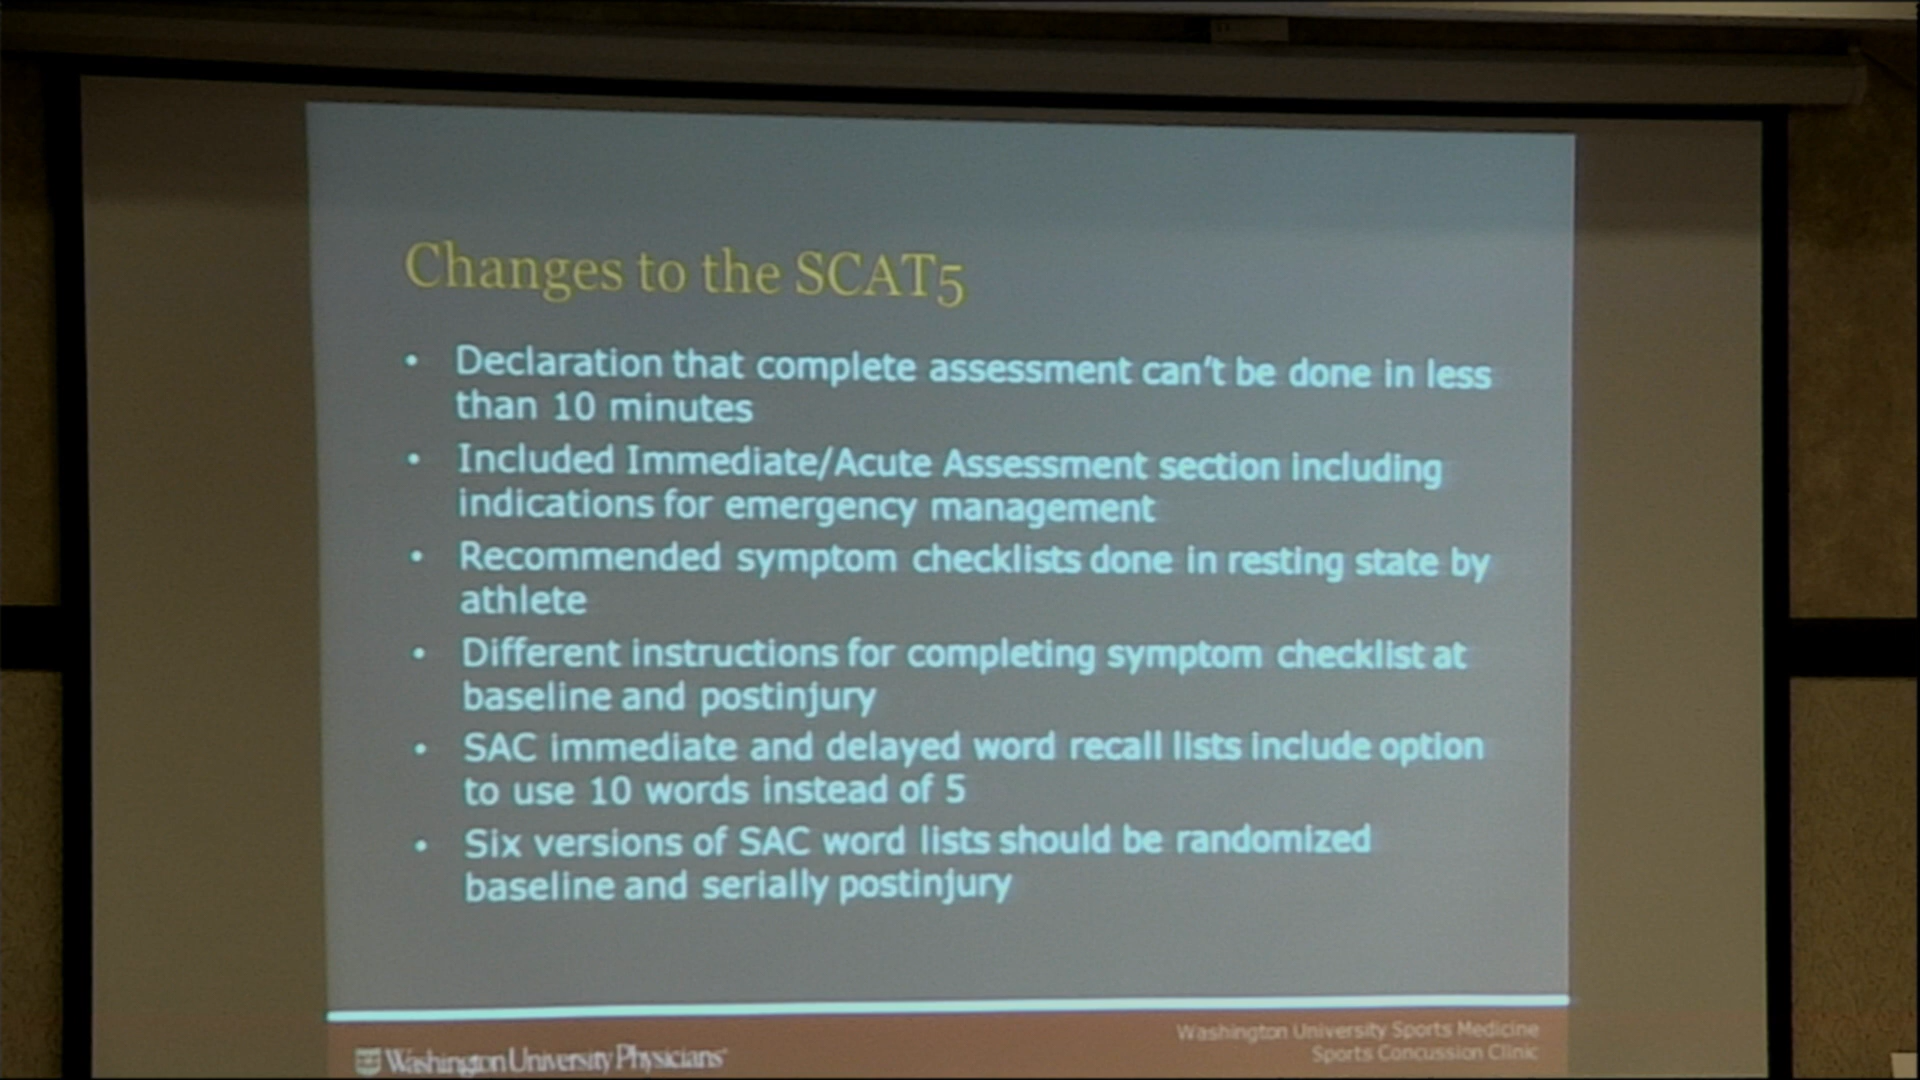 Changes to the SCAT5
• Declaration that complete assessment can't be done in less
than 10 minutes
• Included Immediate/Acute Assessment section including
indications for emergency management
• Recommended symptom checklists done in resting state by
athlete
• Different instructions for completing symptom checklist at
baseline and postinjury
• SAC immediate and delayed word recall lists include option
to use 10 words instead of 5
• Six versions of SAC word lists should be randomized
baseline and serially postinjury
Washington University Physicians®
Washington University Sports Medicine
Sports Concussion Clinic